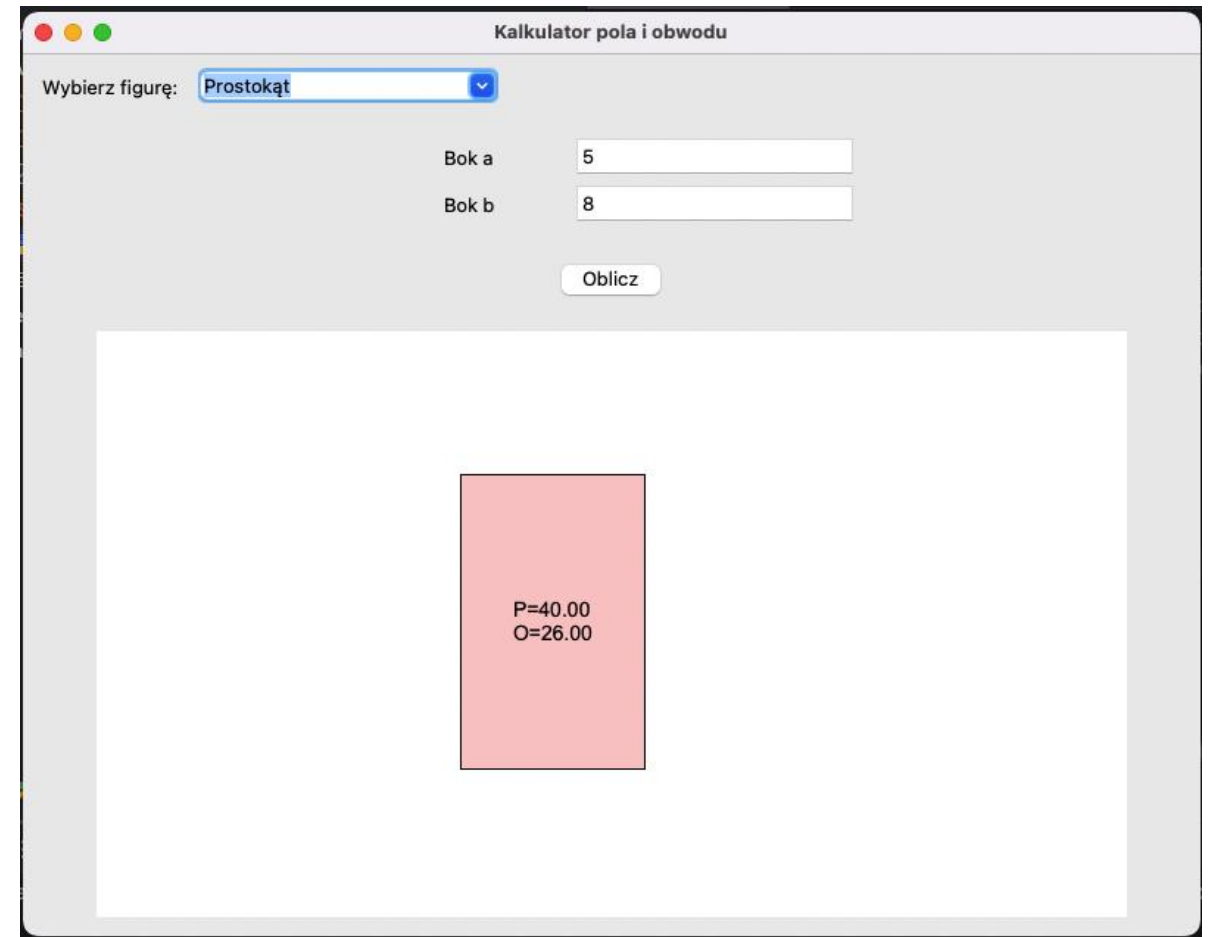 Kalkulator pola i obwodu
Wybierz figurę: Prostokąt
Bok a 5
Bok b 8
Oblicz
P=40.00
O=26.00